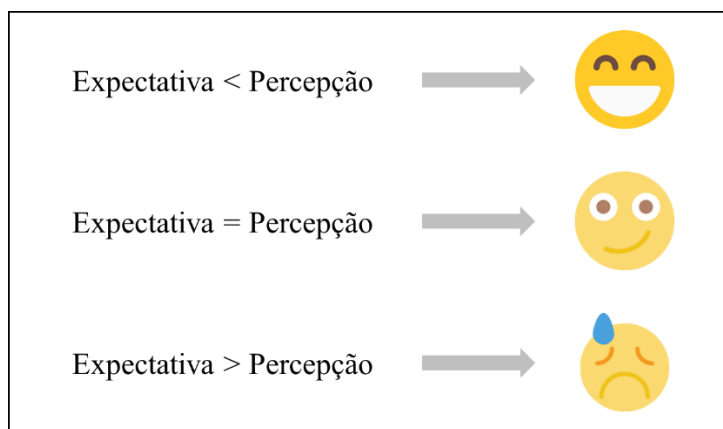 Expectativa < Percepção
Expectativa = Percepção
Expectativa > Percepção